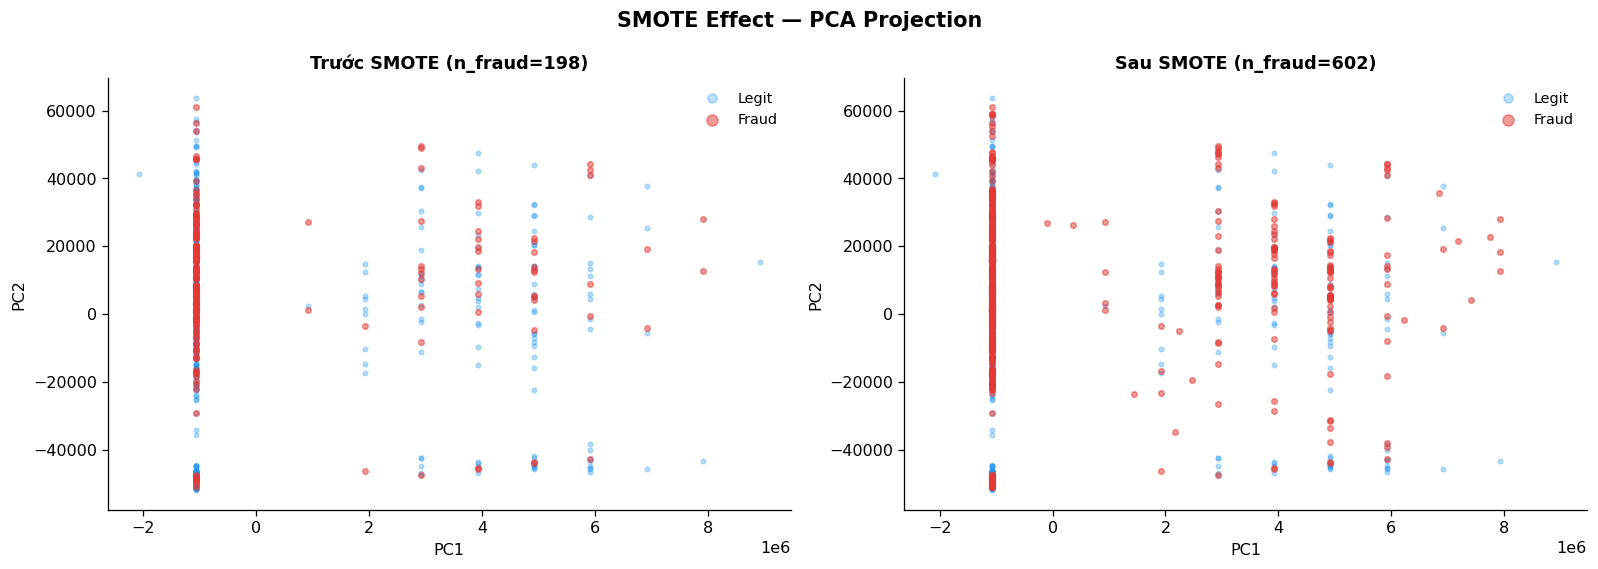 SMOTE Effect — PCA Projection
Trước SMOTE (n_fraud=198)
Legit
Fraud
60000
40000
20000
0
−20000
−40000
PC2
−2
0
2
4
6
8
1e6
PC1
Sau SMOTE (n_fraud=602)
Legit
Fraud
60000
40000
20000
0
−20000
−40000
PC2
−2
0
2
4
6
8
1e6
PC1